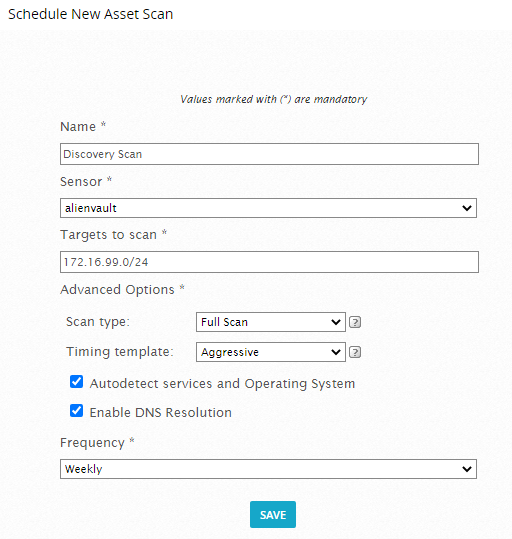 Schedule New Asset Scan
Values marked with (*) are mandatory
Name *
Discovery Scan
Sensor *
alienvault
Targets to scan *
172.16.99.0/24
Advanced Options *
Scan type: Full Scan ?
Timing template: Aggressive ?
Autodetect services and Operating System
Enable DNS Resolution
Frequency *
Weekly
SAVE